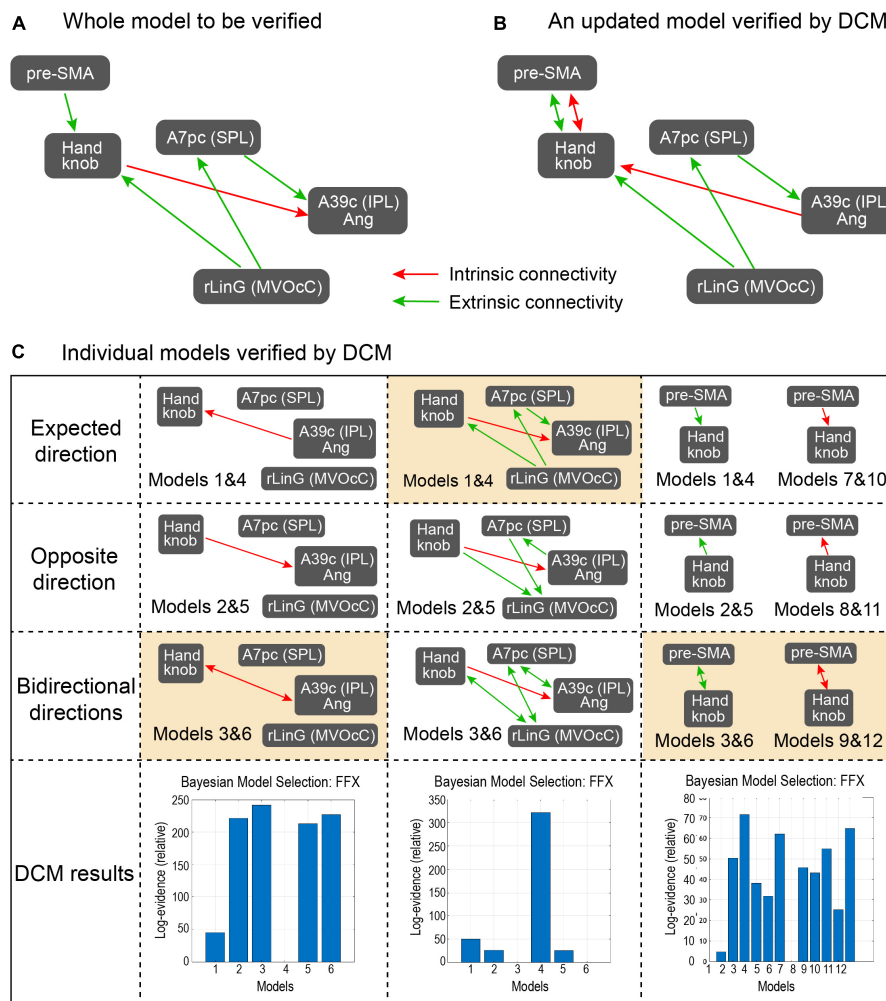 A Whole model to be verified
pre-SMA
Hand
knob
A7pc (SPL)
A39c (IPL)
Ang
rLinG (MVOcC)
Intrinsic connectivity
Extrinsic connectivity
B An updated model verified by DCM
pre-SMA
Hand
knob
A7pc (SPL)
A39c (IPL)
Ang
rLinG (MVOcC)
C Individual models verified by DCM
Expected
direction
Hand
knob
A7pc (SPL)
A39c (IPL)
Ang
rLinG (MVOcC)
Models 1&4
Hand
knob
A7pc (SPL)
A39c (IPL)
Ang
rLinG (MVOcC)
Models 1&4
pre-SMA
Hand
knob
Models 1&4
pre-SMA
Hand
knob
Models 7&10
Opposite
direction
Hand
knob
A7pc (SPL)
A39c (IPL)
Ang
rLinG (MVOcC)
Models 2&5
Hand
knob
A7pc (SPL)
A39c (IPL)
Ang
rLinG (MVOcC)
Models 2&5
pre-SMA
Hand
knob
Models 2&5
pre-SMA
Hand
knob
Models 8&11
Bidirectional
directions
Hand
knob
A7pc (SPL)
A39c (IPL)
Ang
rLinG (MVOcC)
Models 3&6
Hand
knob
A7pc (SPL)
A39c (IPL)
Ang
rLinG (MVOcC)
Models 3&6
pre-SMA
Hand
knob
Models 3&6
pre-SMA
Hand
knob
Models 9&12
DCM results
Bayesian Model Selection: FFX
Log-evidence (relative)
250
200
150
100
50
0
1 2 3 4 5 6
Models
Bayesian Model Selection: FFX
Log-evidence (relative)
350
300
250
200
150
100
50
0
1 2 3 4 5 6
Models
Bayesian Model Selection: FFX
Log-evidence (relative)
80
70
60
50
40
30
20
10
0
1 2 3 4 5 6 7 8 9 10 11 12
Models